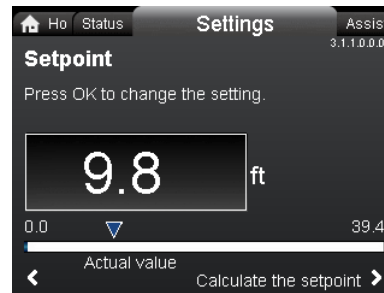 Ho Status Settings Assis
3.1.1.0.0.0
Setpoint
Press OK to change the setting.
9.8 ft
0.0 39.4
Actual value
Calculate the setpoint